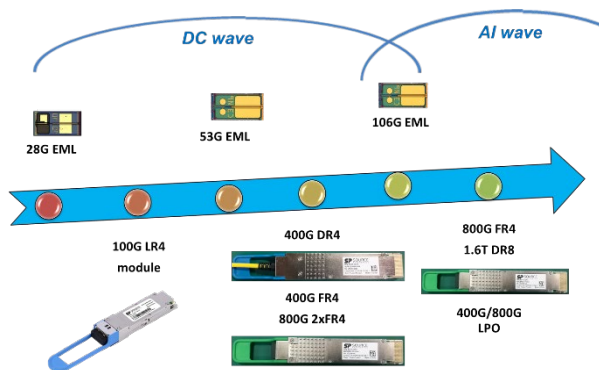 DC wave
AI wave
28G EML
53G EML
106G EML
100G LR4
module
400G DR4
400G FR4
800G 2xFR4
800G FR4
1.6T DR8
400G/800G
LPO